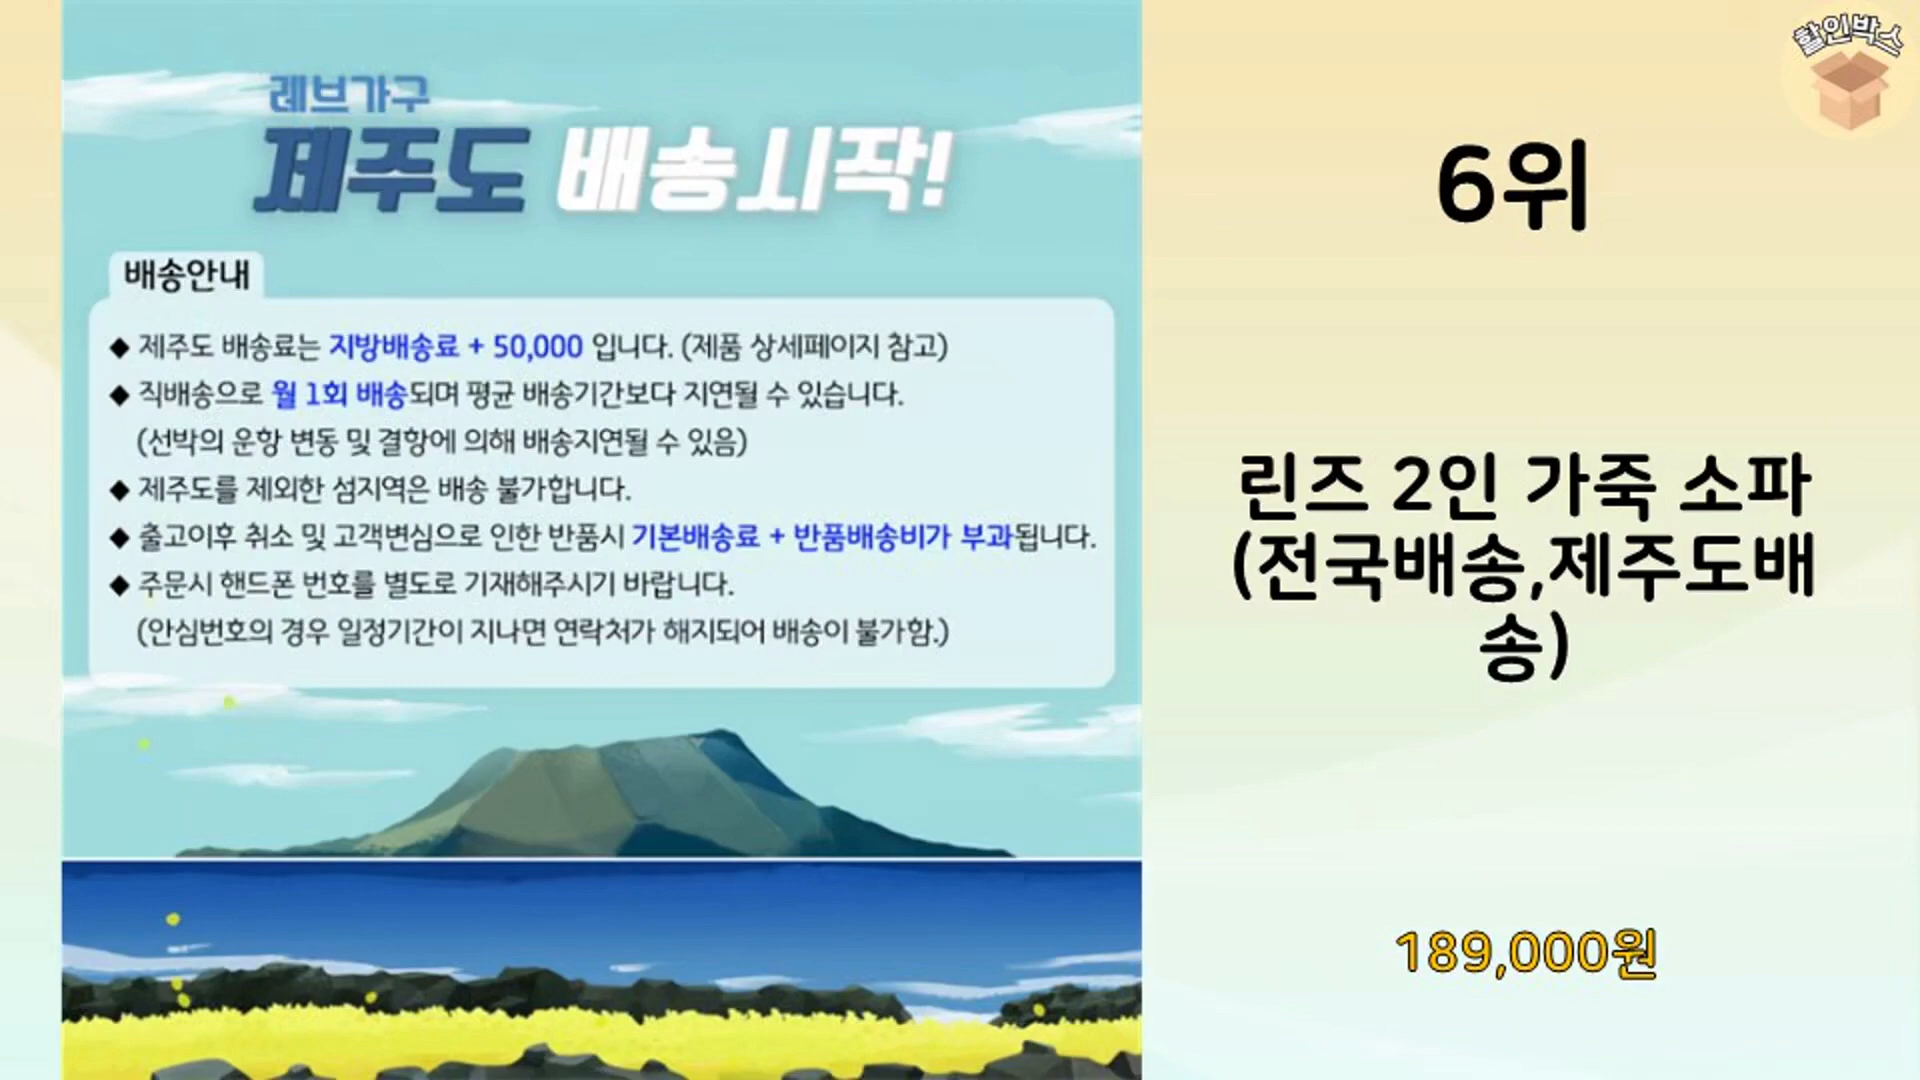 레브가구
제주도 배송시작!
배송안내
◆ 제주도 배송료는 지방배송료 + 50,000 입니다. (제품 상세페이지 참고)
◆ 직배송으로 월 1회 배송되며 평균 배송기간보다 지연될 수 있습니다.
(선박의 운항 변동 및 결항에 의해 배송지연될 수 있음)
◆ 제주도를 제외한 섬지역은 배송 불가합니다.
◆ 출고이후 취소 및 고객변심으로 인한 반품시 기본배송료 + 반품배송비가 부과됩니다.
◆ 주문시 핸드폰 번호를 별도로 기재해주시기 바랍니다.
(안심번호의 경우 일정기간이 지나면 연락처가 해지되어 배송이 불가함.)
할인박스
6위
린즈 2인 가죽 소파
(전국배송,제주도배
송)
189,000원